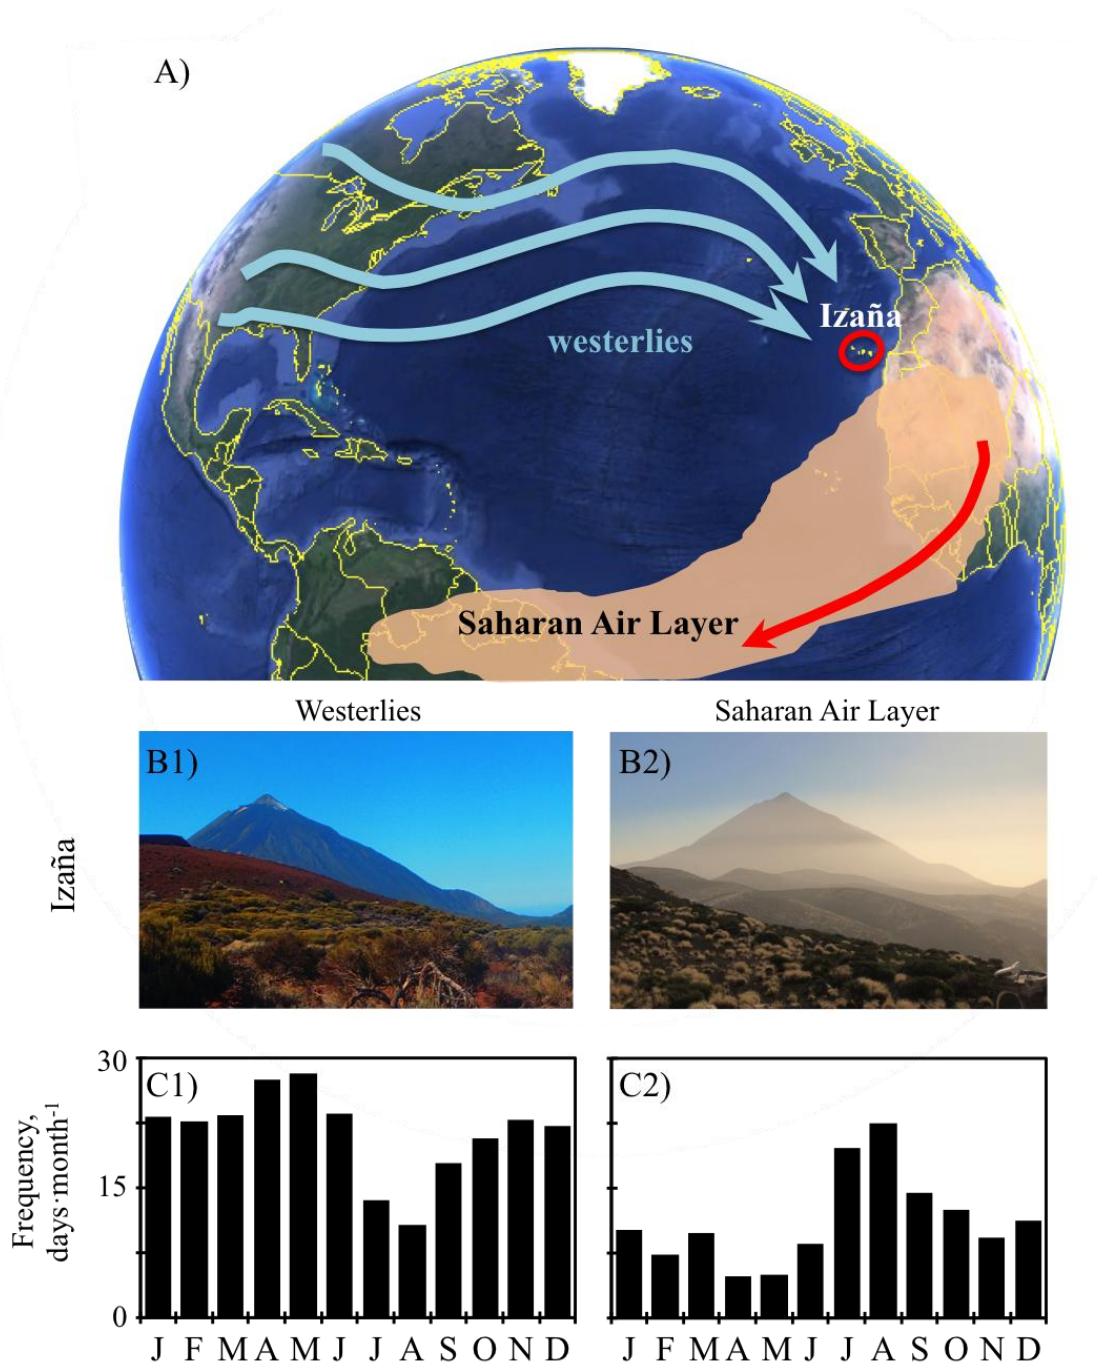 A)
Izaña
westerlies
Saharan Air Layer
Westerlies
Saharan Air Layer
B1)
B2)
Izaña
C1)
C2)
Frequency,
days·month-1
30
15
0
J F M A M J J A S O N D
J F M A M J J A S O N D